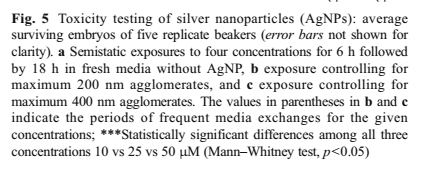 Fig. 5 Toxicity testing of silver nanoparticles (AgNPs): average
surviving embryos of five replicate beakers (error bars not shown for
clarity). a Semistatic exposures to four concentrations for 6 h followed
by 18 h in fresh media without AgNP, b exposure controlling for
maximum 200 nm agglomerates, and c exposure controlling for
maximum 400 nm agglomerates. The values in parentheses in b and c
indicate the periods of frequent media exchanges for the given
concentrations; ***Statistically significant differences among all three
concentrations 10 vs 25 vs 50 μM (Mann–Whitney test, p<0.05)